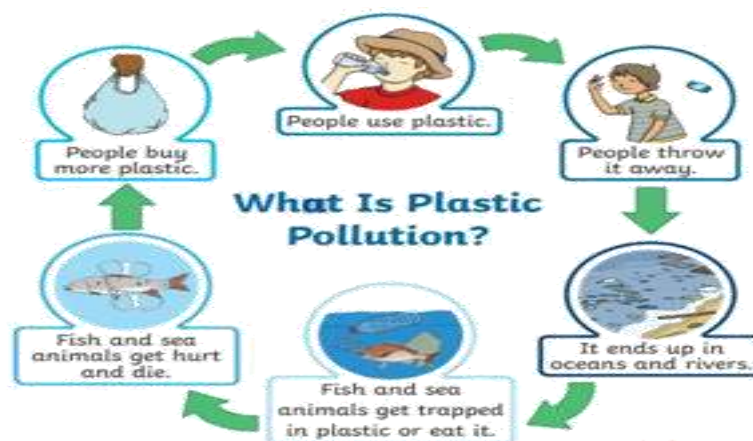 What Is Plastic
Pollution?
People use plastic.
People throw
it away.
It ends up in
oceans and rivers.
Fish and sea
animals get trapped
in plastic or eat it.
Fish and sea
animals get hurt
and die.
People buy
more plastic.